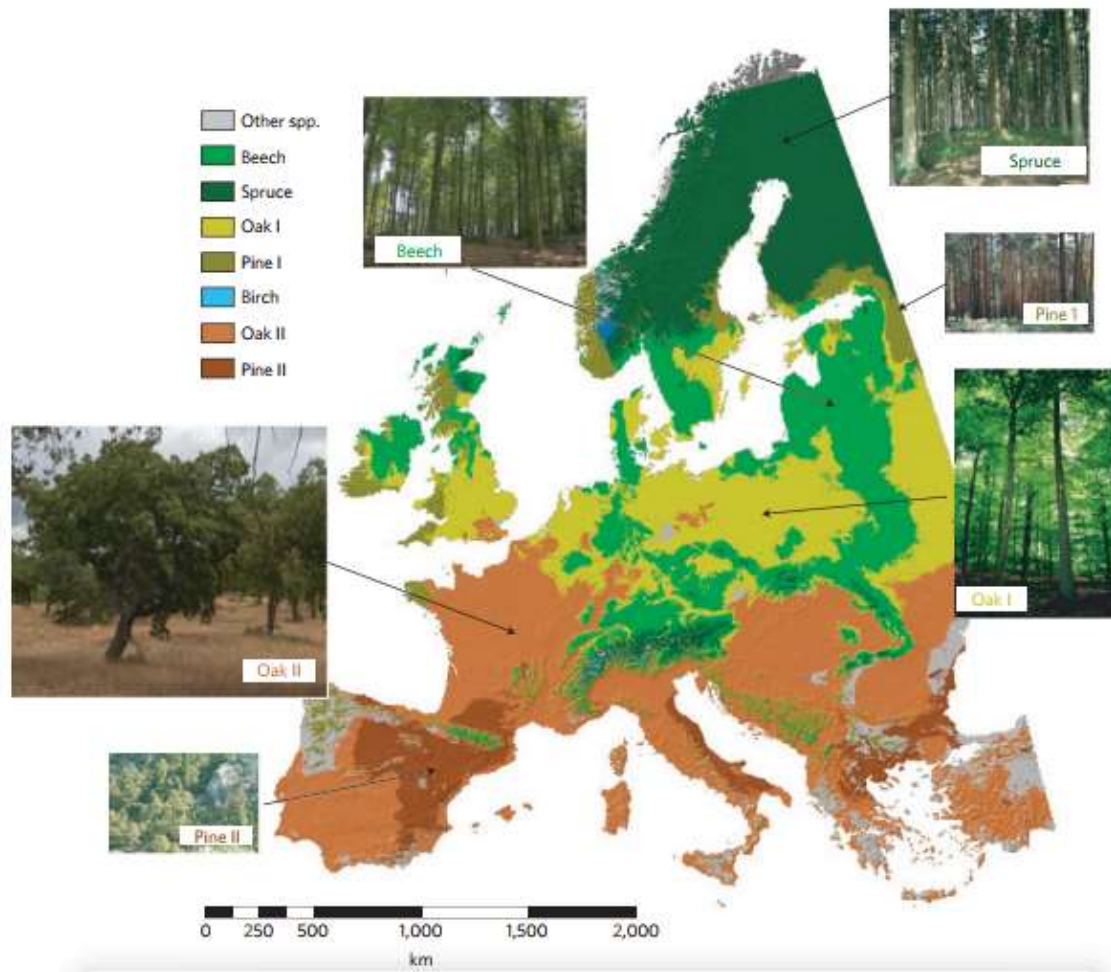 Other spp.
Beech
Spruce
Oak I
Pine I
Birch
Oak II
Pine II
Beech
Spruce
Pine 1
Oak I
Oak II
Pine II
0 250 500 1,000 1,500 2,000
km